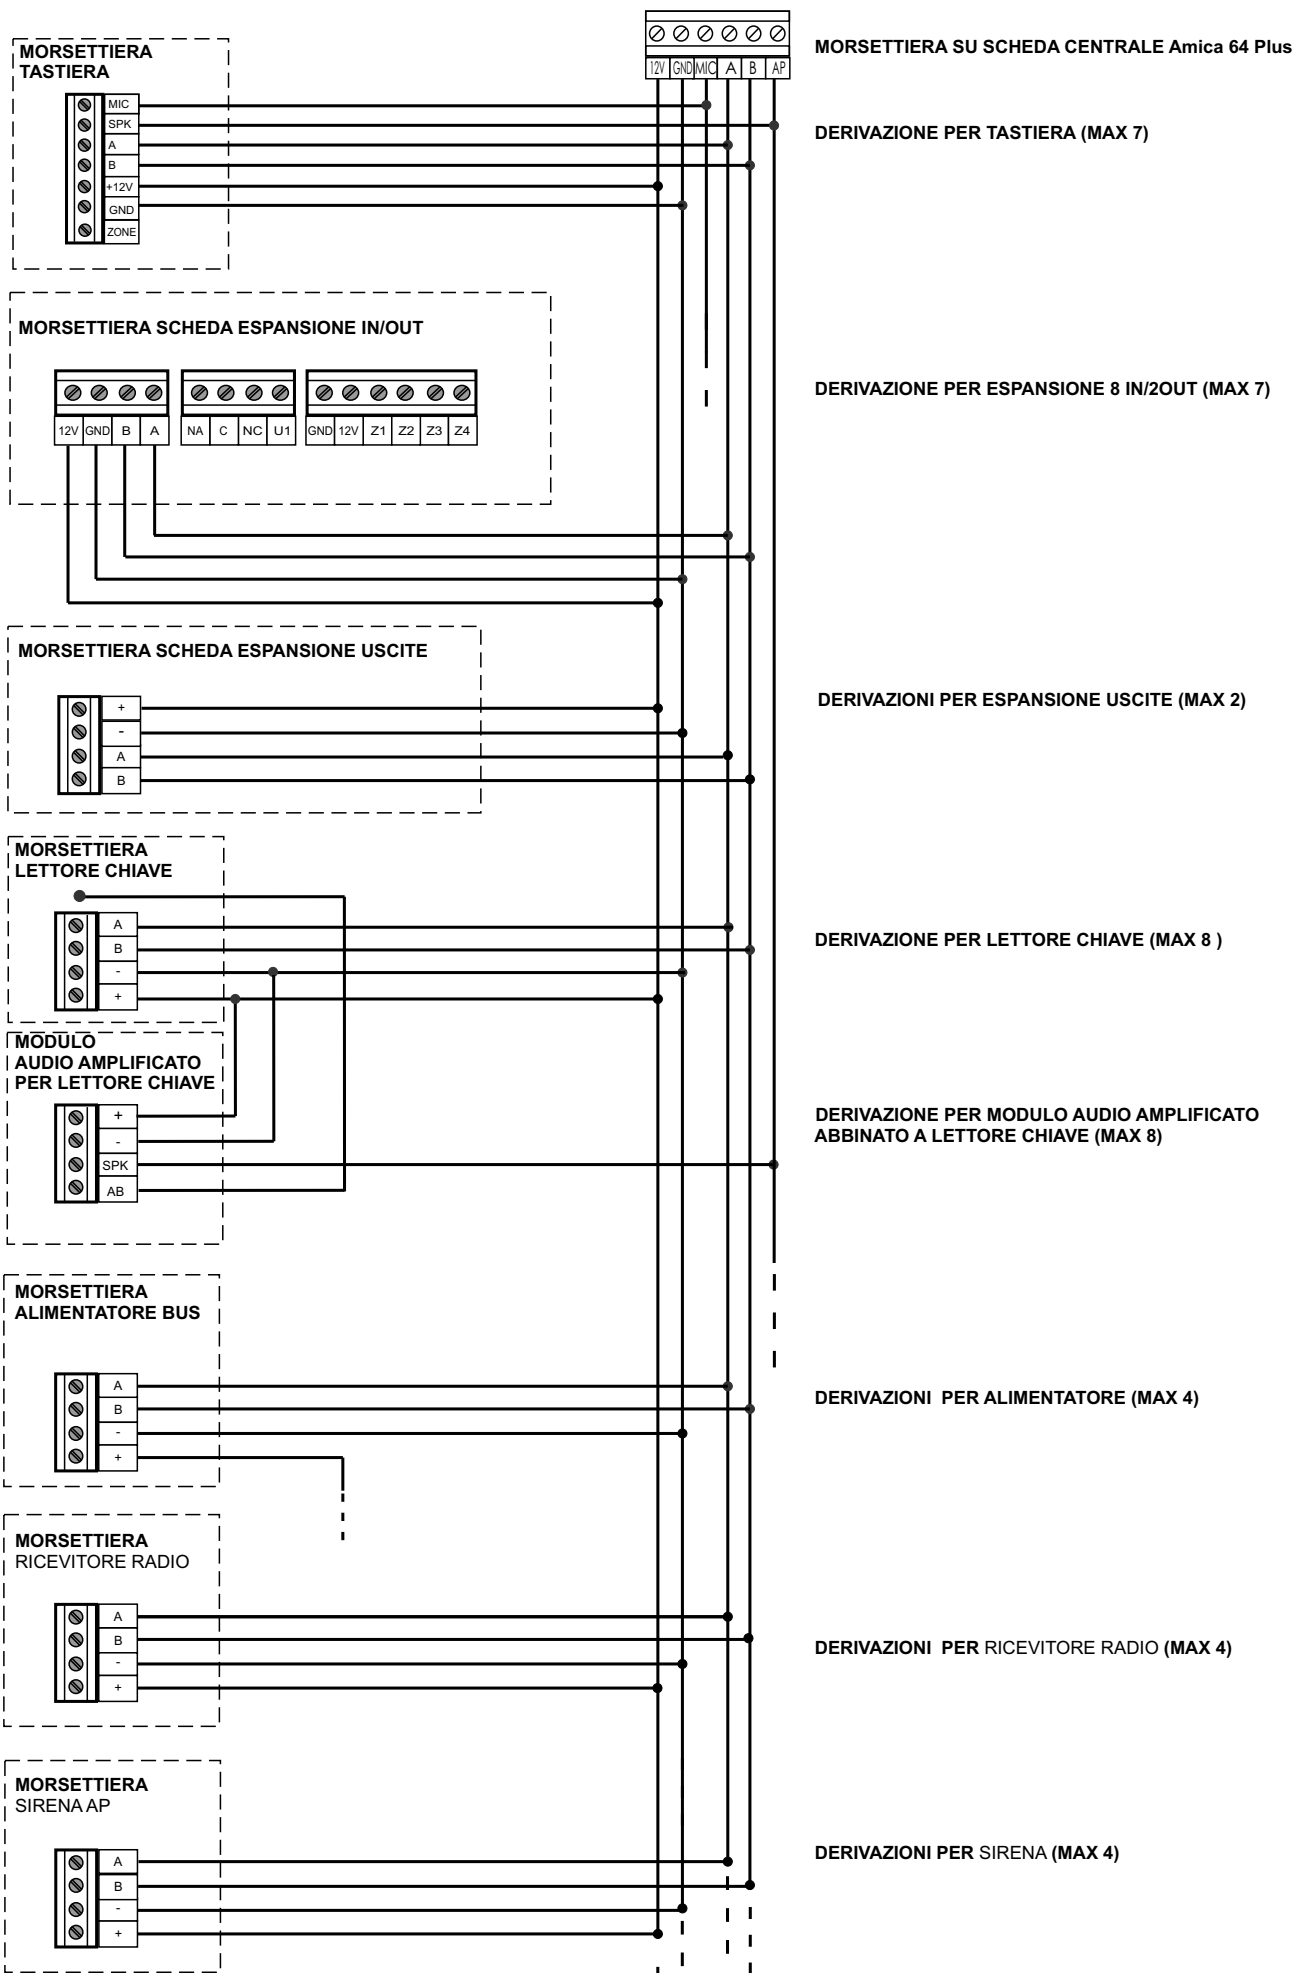 MORSETTIERA SU SCHEDA CENTRALE Amica 64 Plus
12V GND MIC A B AP
MORSETTIERA
TASTIERA
MIC
SPK
A
B
+12V
GND
ZONE
DERIVAZIONE PER TASTIERA (MAX 7)
MORSETTIERA SCHEDA ESPANSIONE IN/OUT
12V GND B A NA C NC U1 GND 12V Z1 Z2 Z3 Z4
DERIVAZIONE PER ESPANSIONE 8 IN/2OUT (MAX 7)
MORSETTIERA SCHEDA ESPANSIONE USCITE
+
-
A
B
DERIVAZIONI PER ESPANSIONE USCITE (MAX 2)
MORSETTIERA
LETTORE CHIAVE
A
B
-
+
DERIVAZIONE PER LETTORE CHIAVE (MAX 8 )
MODULO
AUDIO AMPLIFICATO
PER LETTORE CHIAVE
+
-
SPK
AB
DERIVAZIONE PER MODULO AUDIO AMPLIFICATO
ABBINATO A LETTORE CHIAVE (MAX 8)
MORSETTIERA
ALIMENTATORE BUS
A
B
-
+
DERIVAZIONI PER ALIMENTATORE (MAX 4)
MORSETTIERA
RICEVITORE RADIO
A
B
-
+
DERIVAZIONI PER RICEVITORE RADIO (MAX 4)
MORSETTIERA
SIRENA AP
A
B
-
+
DERIVAZIONI PER SIRENA (MAX 4)